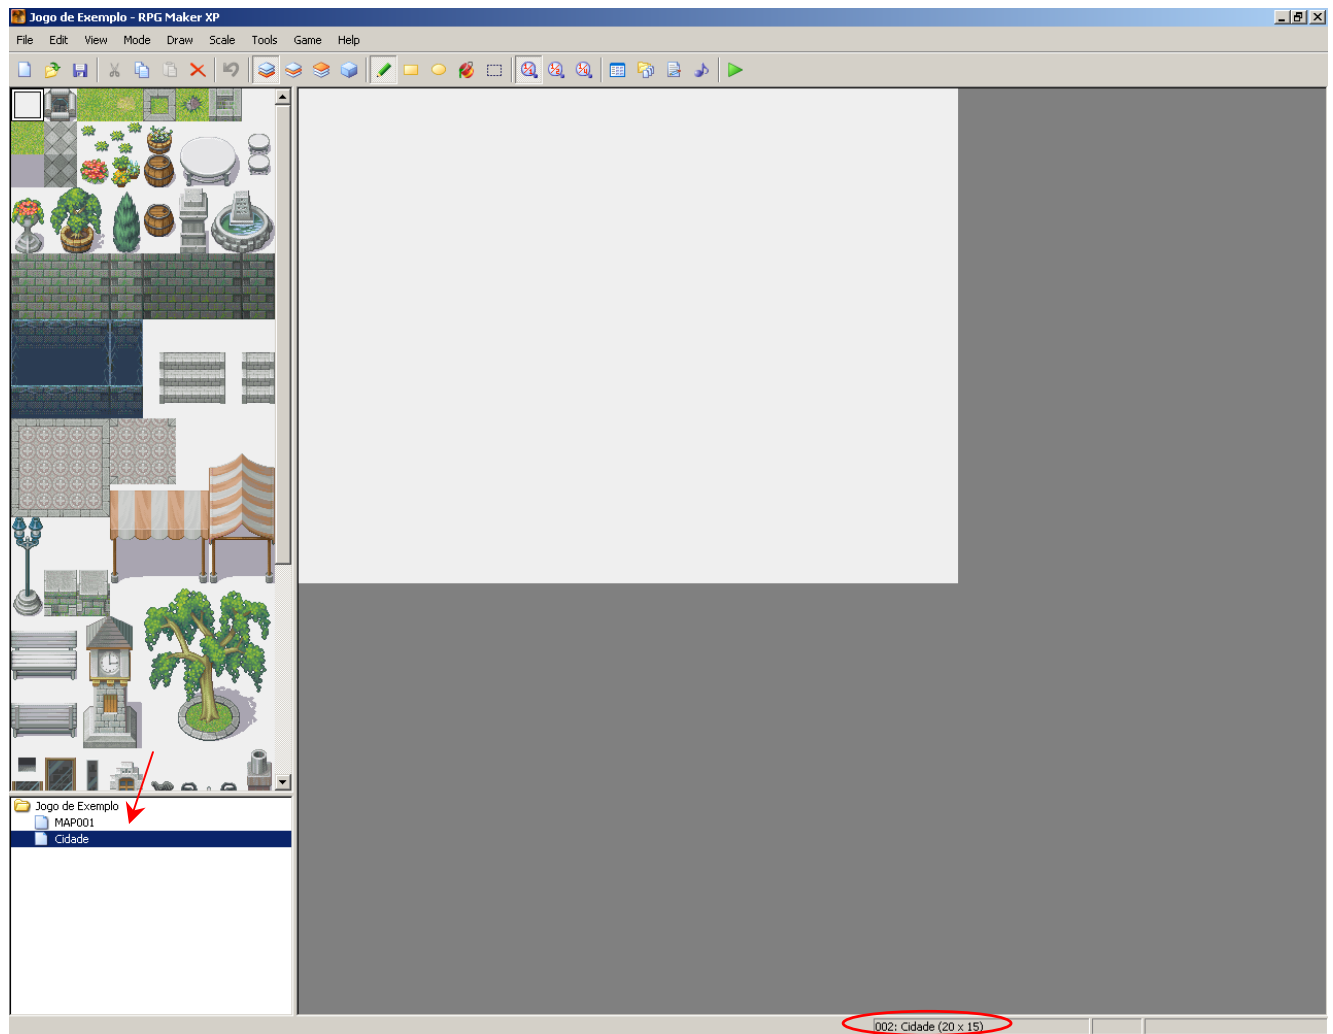 Jogo de Exemplo - RPG Maker XP
File Edit View Mode Draw Scale Tools Game Help
Jogo de Exemplo
MAP001
Cidade
002: Cidade (20 x 15)